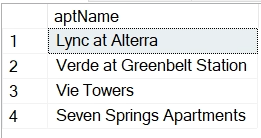 aptName
1 Lync at Alterra
2 Verde at Greenbelt Station
3 Vie Towers
4 Seven Springs Apartments